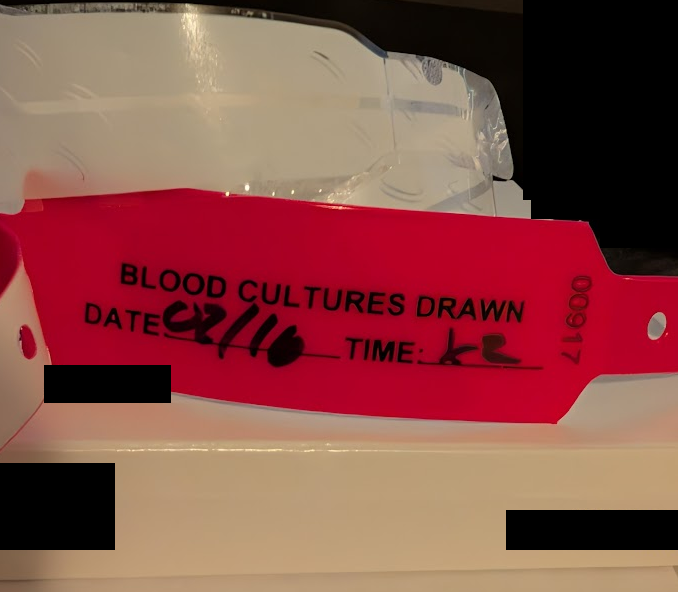 BLOOD CULTURES DRAWN
DATE: 02/16 TIME:
00917